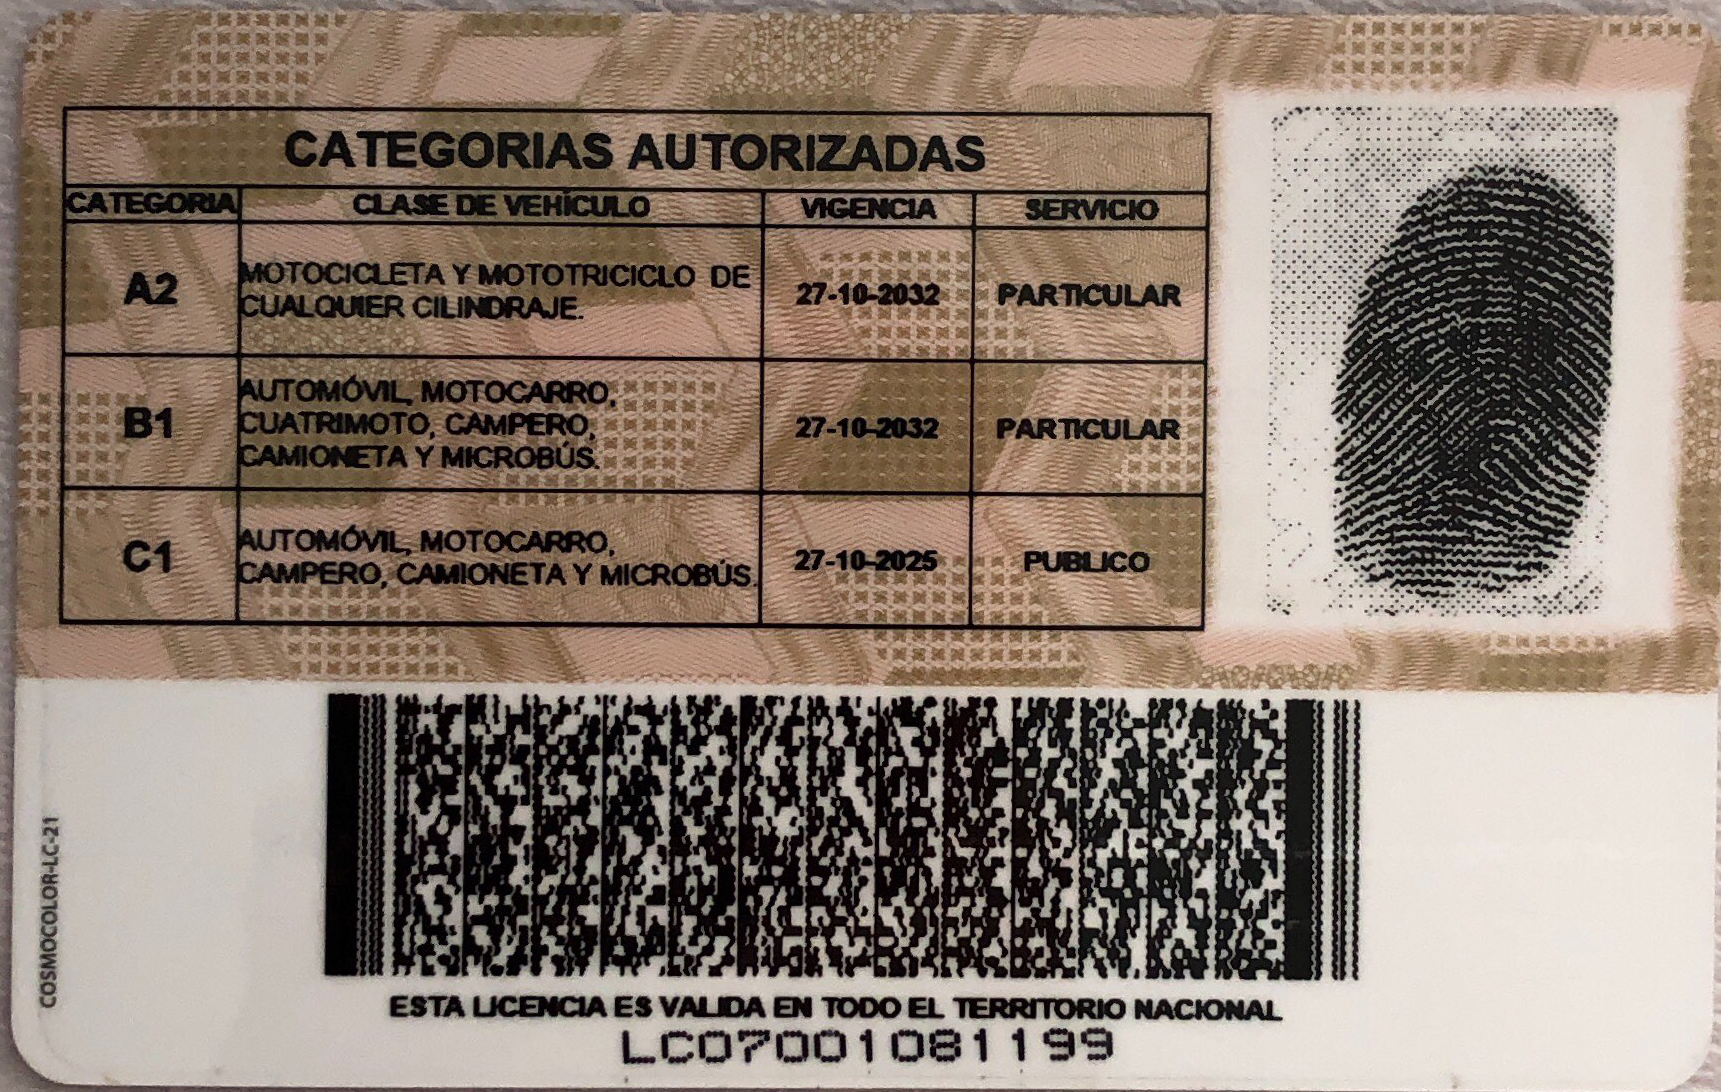 CATEGORIAS AUTORIZADAS
CATEGORIA CLASE DE VEHÍCULO VIGENCIA SERVICIO
A2 MOTOCICLETA Y MOTOTRICICLO DE
CUALQUIER CILINDRAJE. 27-10-2032 PARTICULAR
B1 AUTOMÓVIL, MOTOCARRO,
CUATRIMOTO, CAMPERO,
CAMIONETA Y MICROBÚS. 27-10-2032 PARTICULAR
C1 AUTOMÓVIL, MOTOCARRO,
CAMPERO, CAMIONETA Y MICROBÚS. 27-10-2025 PUBLICO
COSMOCOLOR-LC-21
ESTA LICENCIA ES VALIDA EN TODO EL TERRITORIO NACIONAL
LC07001081199